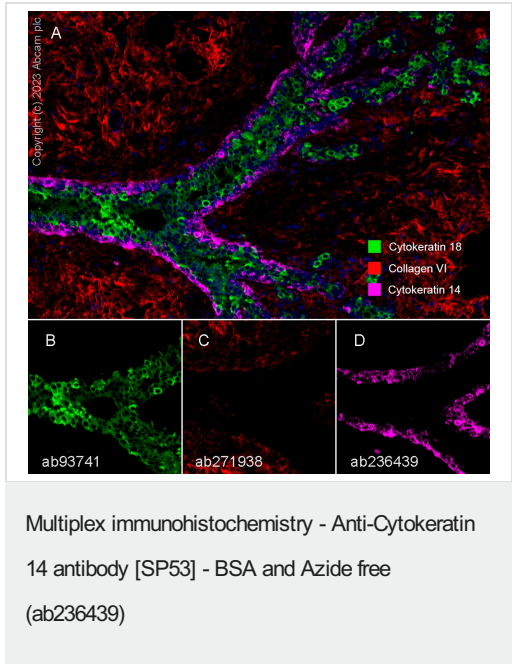 A
Copyright (c) 2023 Abcam plc
Cytokeratin 18
Collagen VI
Cytokeratin 14
B
C
D
ab93741
ab271938
ab236439
Multiplex immunohistochemistry - Anti-Cytokeratin
14 antibody [SP53] - BSA and Azide free
(ab236439)